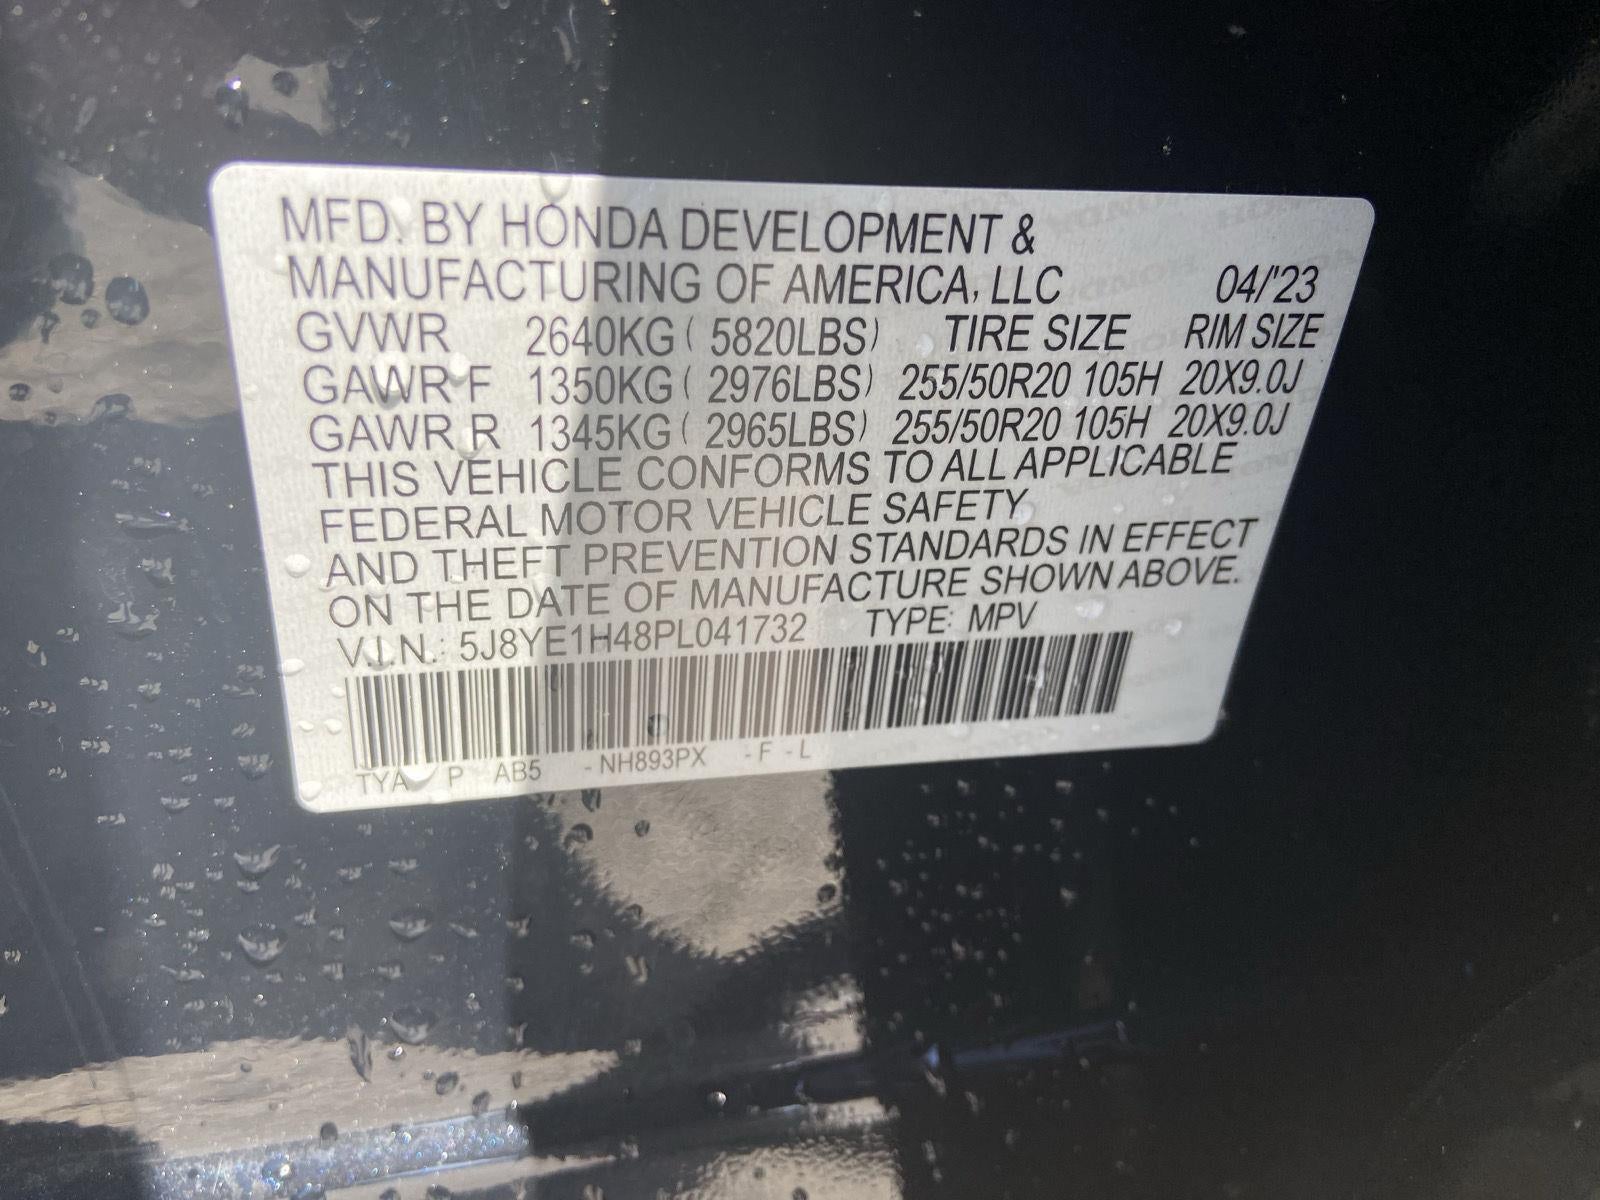 MFD. BY HONDA DEVELOPMENT &
MANUFACTURING OF AMERICA, LLC 04/'23
GVWR 2640KG ( 5820LBS) TIRE SIZE RIM SIZE
GAWR F 1350KG ( 2976LBS) 255/50R20 105H 20X9.0J
GAWR R 1345KG ( 2965LBS) 255/50R20 105H 20X9.0J
THIS VEHICLE CONFORMS TO ALL APPLICABLE
FEDERAL MOTOR VEHICLE SAFETY
AND THEFT PREVENTION STANDARDS IN EFFECT
ON THE DATE OF MANUFACTURE SHOWN ABOVE.
V.I.N.: 5J8YE1H48PL041732 TYPE: MPV
TYA P AB5 - NH893PX - F - L